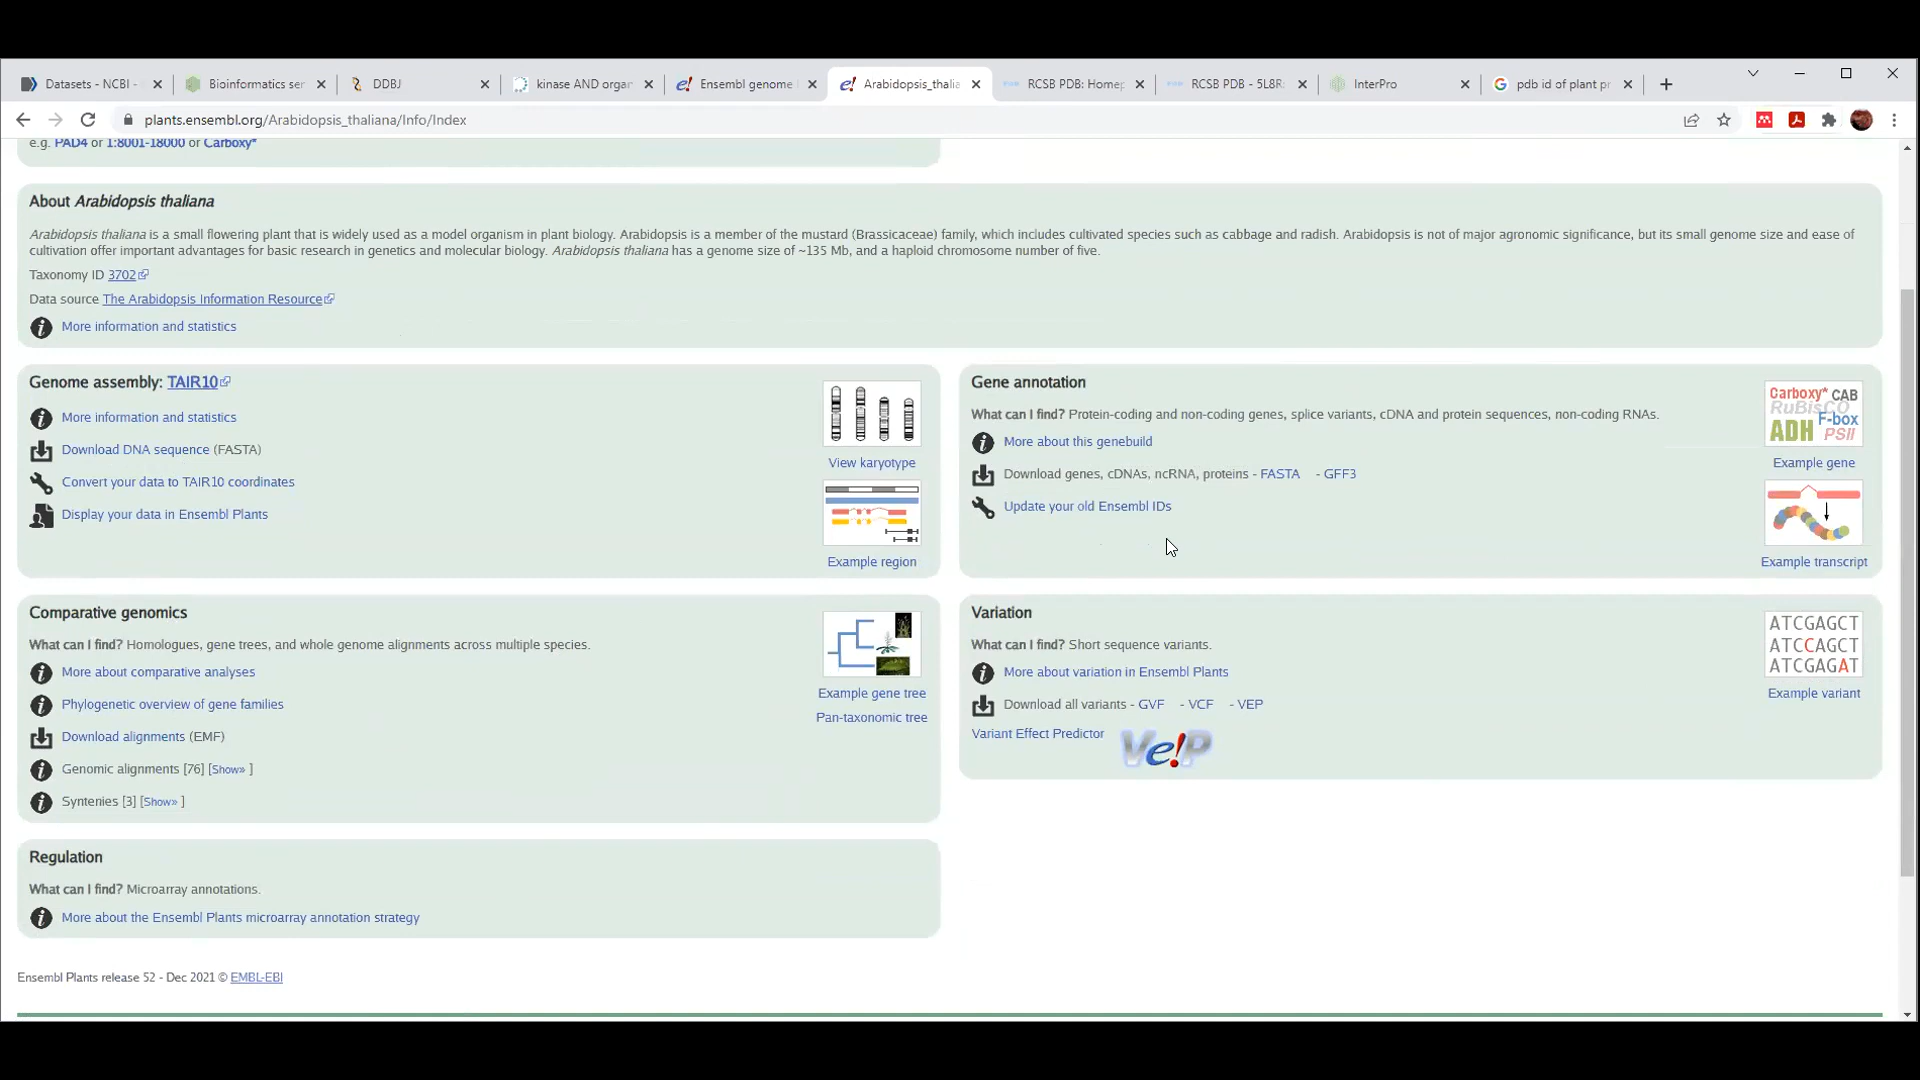 Datasets - NCBI -
Bioinformatics ser
DDBJ
kinase AND organ
Ensembl genome
Arabidopsis_thalia
RCSB PDB: Homep
RCSB PDB - 5L8R:
InterPro
pdb id of plant pr
plants.ensembl.org/Arabidopsis_thaliana/Info/Index
e.g. PAD4 or 1:8001-18000 or Carboxy*
About Arabidopsis thaliana
Arabidopsis thaliana is a small flowering plant that is widely used as a model organism in plant biology. Arabidopsis is a member of the mustard (Brassicaceae) family, which includes cultivated species such as cabbage and radish. Arabidopsis is not of major agronomic significance, but its small genome size and ease of
cultivation offer important advantages for basic research in genetics and molecular biology. Arabidopsis thaliana has a genome size of ~135 Mb, and a haploid chromosome number of five.
Taxonomy ID 3702
Data source The Arabidopsis Information Resource
More information and statistics
Genome assembly: TAIR10
More information and statistics
Download DNA sequence (FASTA)
Convert your data to TAIR10 coordinates
Display your data in Ensembl Plants
View karyotype
Example region
Gene annotation
What can I find? Protein-coding and non-coding genes, splice variants, cDNA and protein sequences, non-coding RNAs.
More about this genebuild
Download genes, cDNAs, ncRNA, proteins - FASTA - GFF3
Update your old Ensembl IDs
Carboxy* CAB
RuBisCO
F-box
ADH PSII
Example gene
Example transcript
Comparative genomics
What can I find? Homologues, gene trees, and whole genome alignments across multiple species.
More about comparative analyses
Phylogenetic overview of gene families
Download alignments (EMF)
Genomic alignments [76] [Show» ]
Syntenies [3] [Show» ]
Example gene tree
Pan-taxonomic tree
Variation
What can I find? Short sequence variants.
More about variation in Ensembl Plants
Download all variants - GVF - VCF - VEP
Variant Effect Predictor
Ve!P
ATCGAGCT
ATCCAGCT
ATCGAGAT
Example variant
Regulation
What can I find? Microarray annotations.
More about the Ensembl Plants microarray annotation strategy
Ensembl Plants release 52 - Dec 2021 © EMBL-EBI